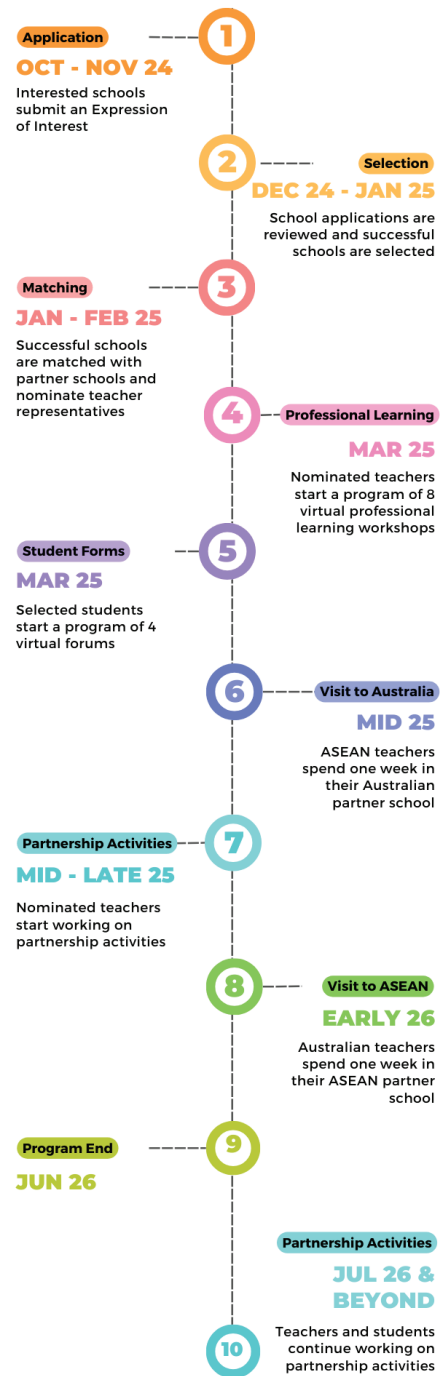 1
Application
OCT - NOV 24
Interested schools
submit an Expression
of Interest
2
Selection
DEC 24 - JAN 25
School applications are
reviewed and successful
schools are selected
3
Matching
JAN - FEB 25
Successful schools
are matched with
partner schools and
nominate teacher
representatives
4
Professional Learning
MAR 25
Nominated teachers
start a program of 8
virtual professional
learning workshops
5
Student Forms
MAR 25
Selected students
start a program of 4
virtual forums
6
Visit to Australia
MID 25
ASEAN teachers
spend one week in
their Australian
partner school
7
Partnership Activities
MID - LATE 25
Nominated teachers
start working on
partnership activities
8
Visit to ASEAN
EARLY 26
Australian teachers
spend one week in
their ASEAN partner
school
9
Program End
JUN 26
Partnership Activities
JUL 26 &
BEYOND
10
Teachers and students
continue working on
partnership activities